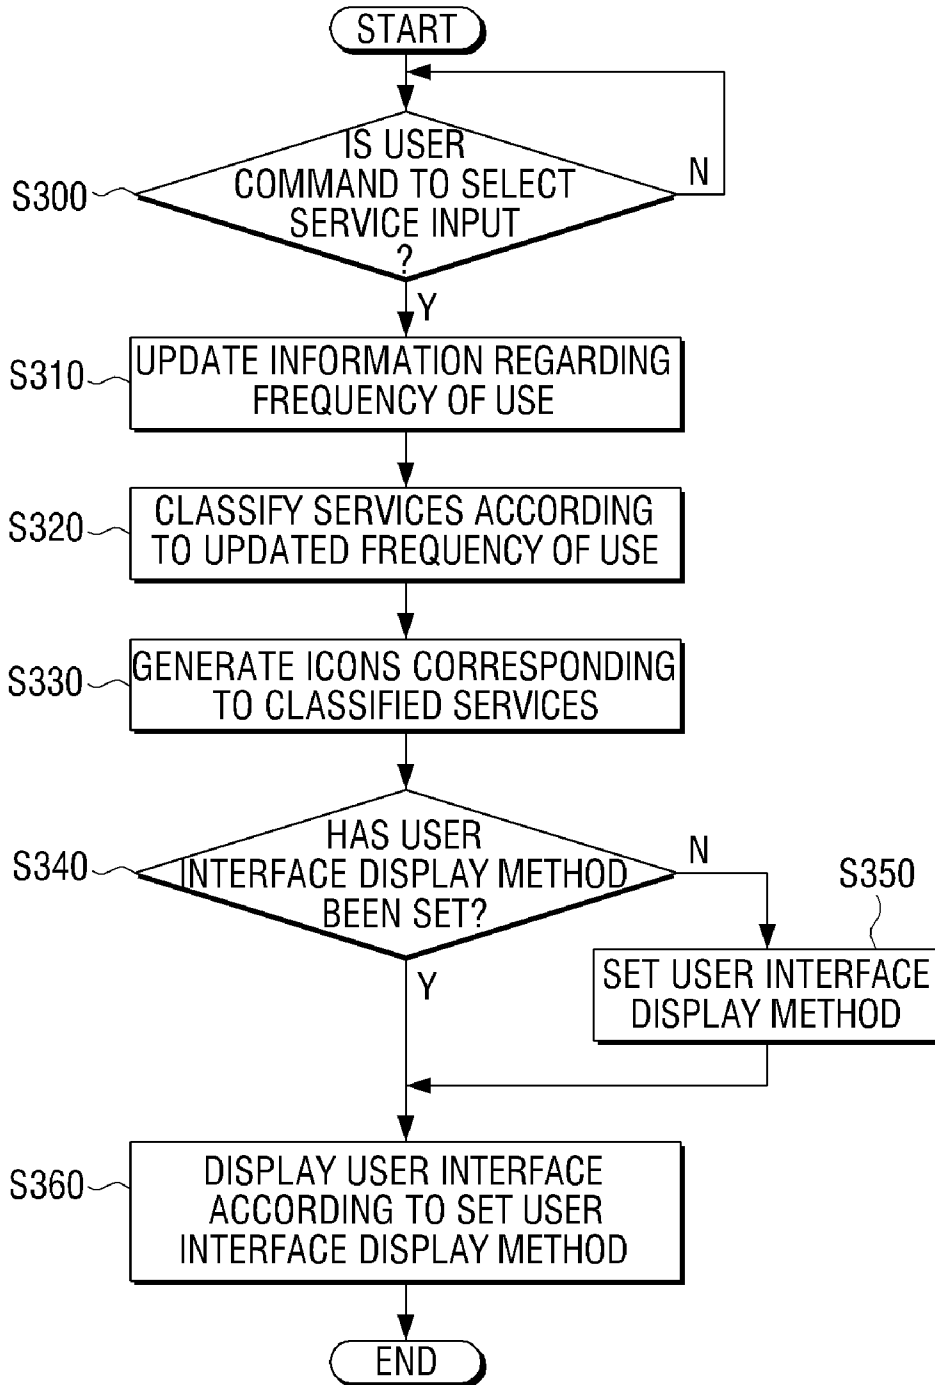 START
IS USER
COMMAND TO SELECT
SERVICE INPUT
?
S300
N
Y
UPDATE INFORMATION REGARDING
FREQUENCY OF USE
S310
CLASSIFY SERVICES ACCORDING
TO UPDATED FREQUENCY OF USE
S320
GENERATE ICONS CORRESPONDING
TO CLASSIFIED SERVICES
S330
HAS USER
INTERFACE DISPLAY METHOD
BEEN SET?
S340
N
Y
S350
SET USER INTERFACE
DISPLAY METHOD
S360
DISPLAY USER INTERFACE
ACCORDING TO SET USER
INTERFACE DISPLAY METHOD
END